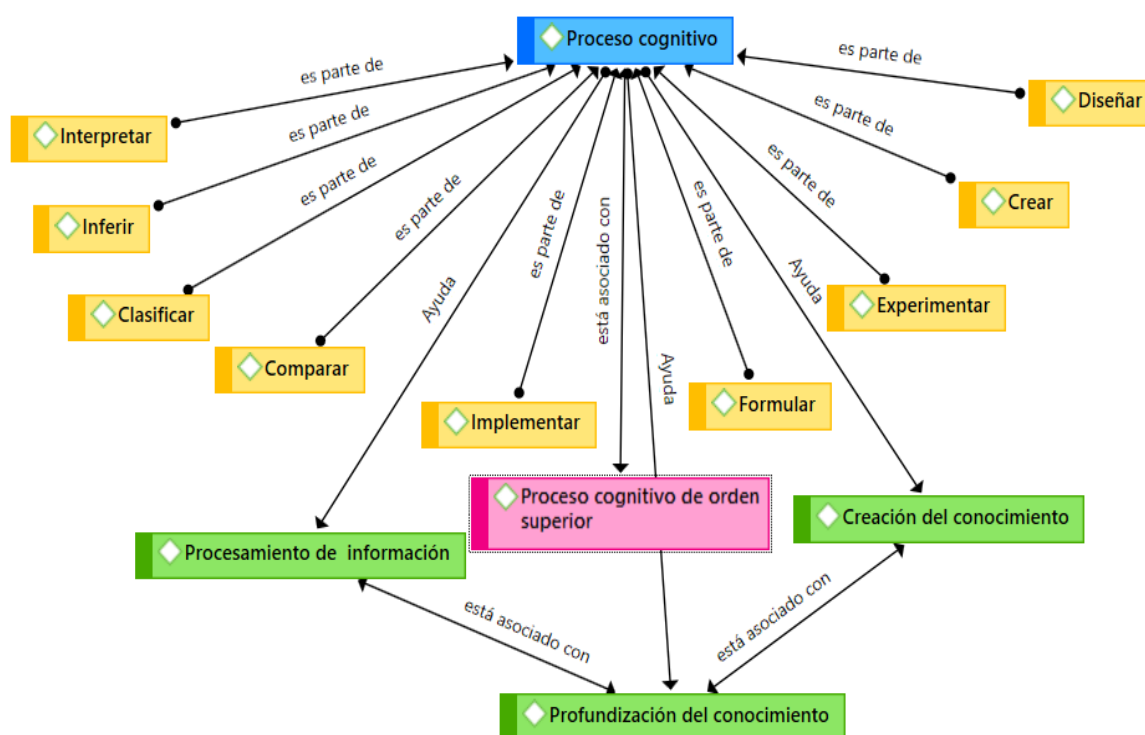 Proceso cognitivo
es parte de
es parte de
Diseñar
Interpretar
es parte de
es parte de
es parte de
Crear
Inferir
es parte de
es parte de
es parte de
es parte de
está asociado con
Ayuda
Ayuda
Experimentar
Clasificar
Comparar
Ayuda
Implementar
Formular
Proceso cognitivo de orden
superior
Creación del conocimiento
Procesamiento de información
está asociado con
está asociado con
Profundización del conocimiento